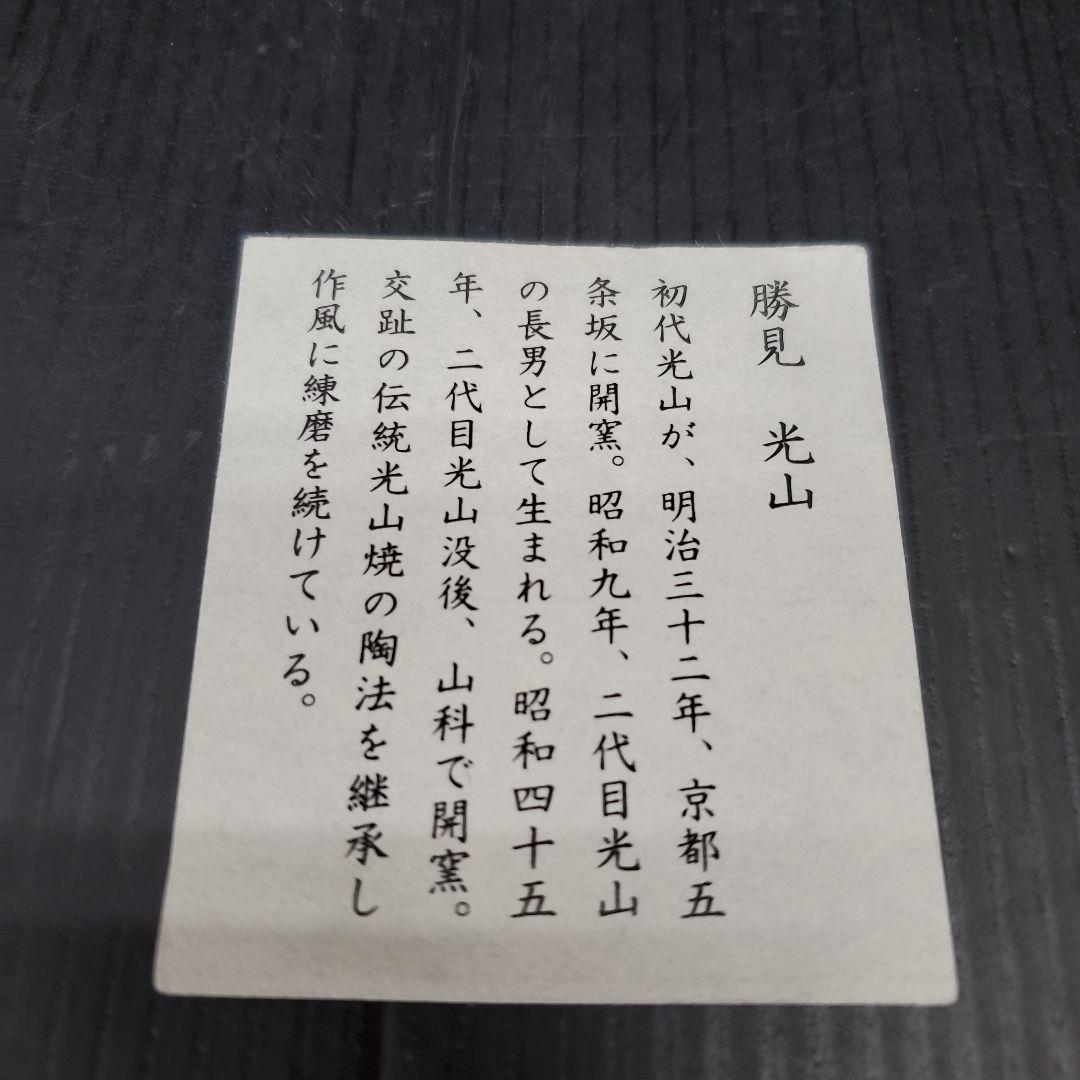 勝見　光山
初代光山が、明治三十二年、京都五
条坂に開窯。昭和九年、二代目光山
の長男として生まれる。昭和四十五
年、二代目光山没後、山科で開窯。
交趾の伝統光山焼の陶法を継承し
作風に練磨を続けている。